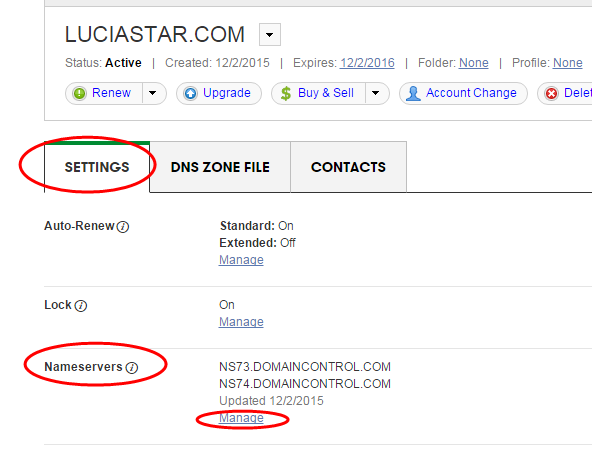 LUCIASTAR.COM
Status: Active | Created: 12/2/2015 | Expires: 12/2/2016 | Folder: None | Profile: None
Renew Upgrade Buy & Sell Account Change Delet
SETTINGS DNS ZONE FILE CONTACTS
Auto-Renew Standard: On
Extended: Off
Manage
Lock On
Manage
Nameservers NS73.DOMAINCONTROL.COM
NS74.DOMAINCONTROL.COM
Updated 12/2/2015
Manage